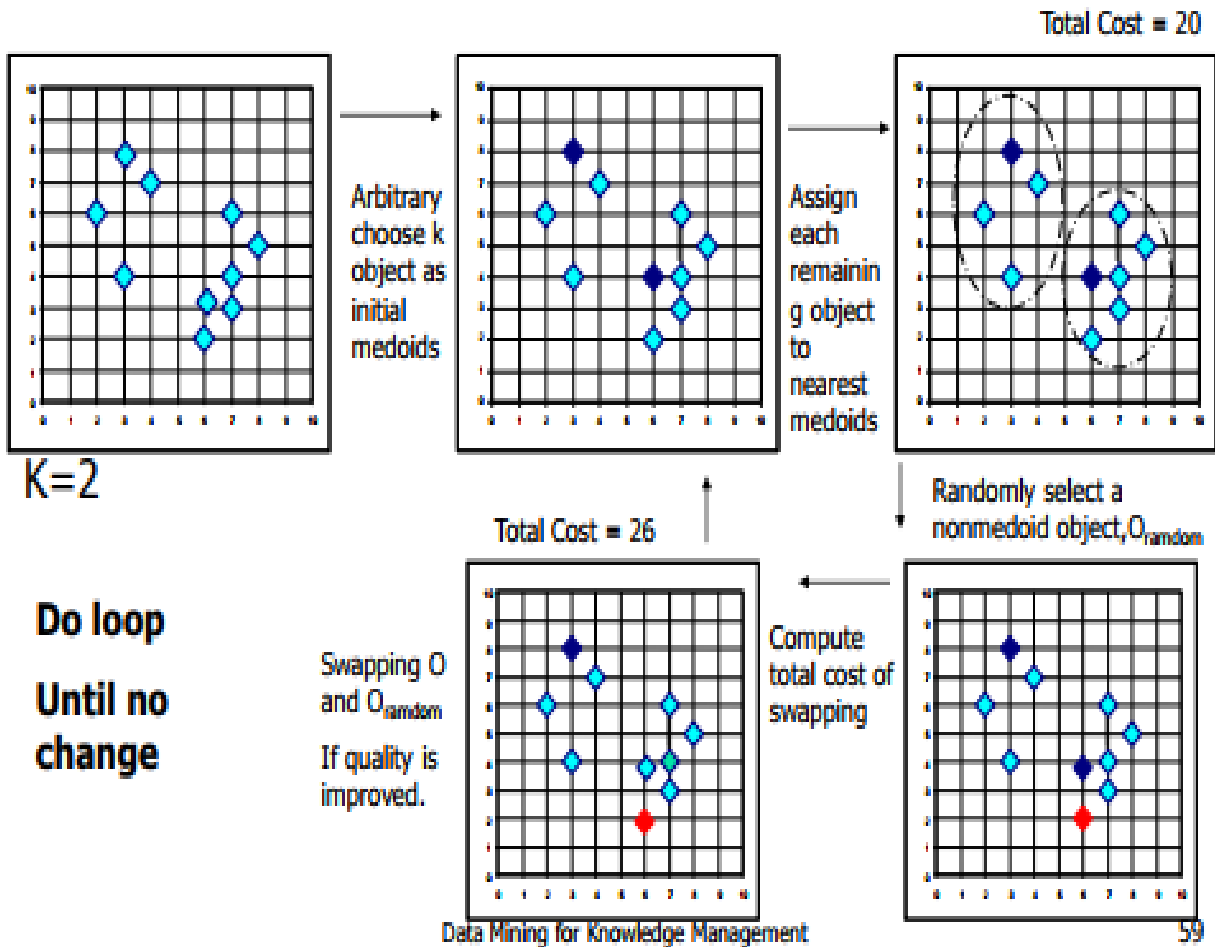 Total Cost = 20
Arbitrary
choose k
object as
initial
medoids
Assign
each
remainin
g object
to
nearest
medoids
K=2
Randomly select a
nonmedoid object,Oramdom
Total Cost = 26
Do loop
Until no
change
Swapping O
and Oramdom
If quality is
improved.
Compute
total cost of
swapping
Data Mining for Knowledge Management
59